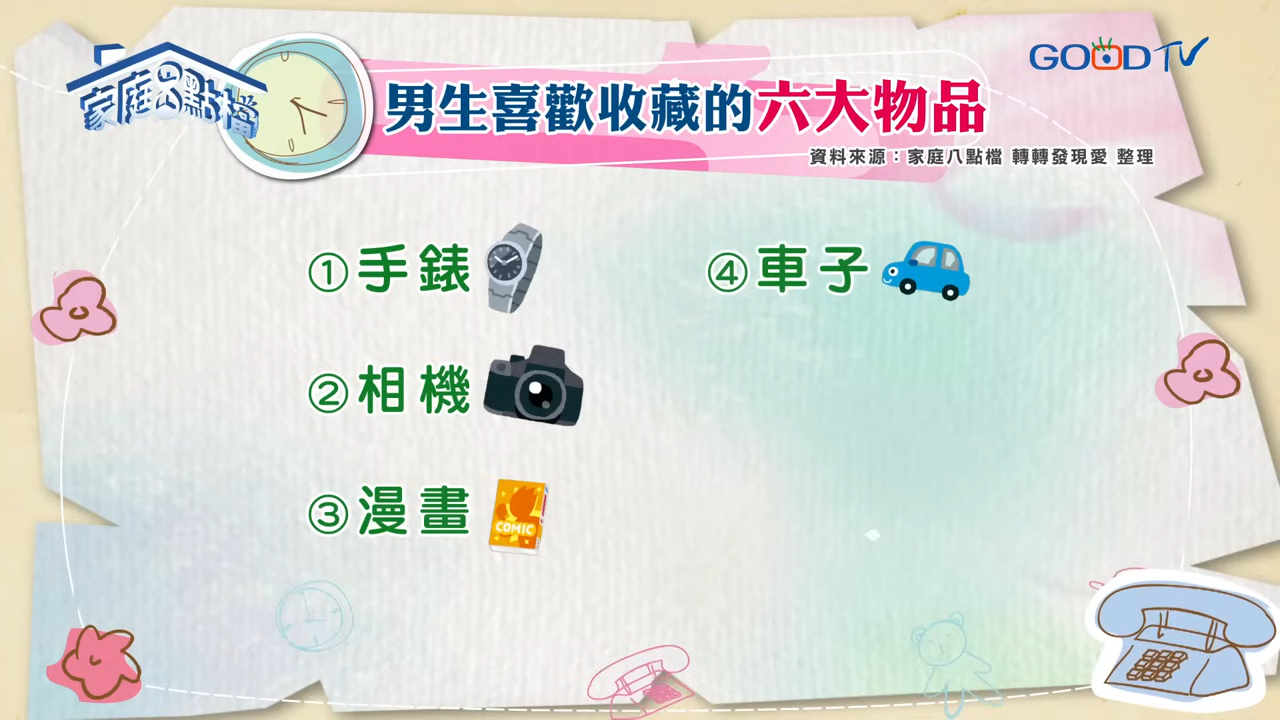 家庭8點檔
GOODTV
男生喜歡收藏的六大物品
資料來源：家庭八點檔 轉轉發現愛 整理
①手錶
②相機
③漫畫
COMIC
④車子